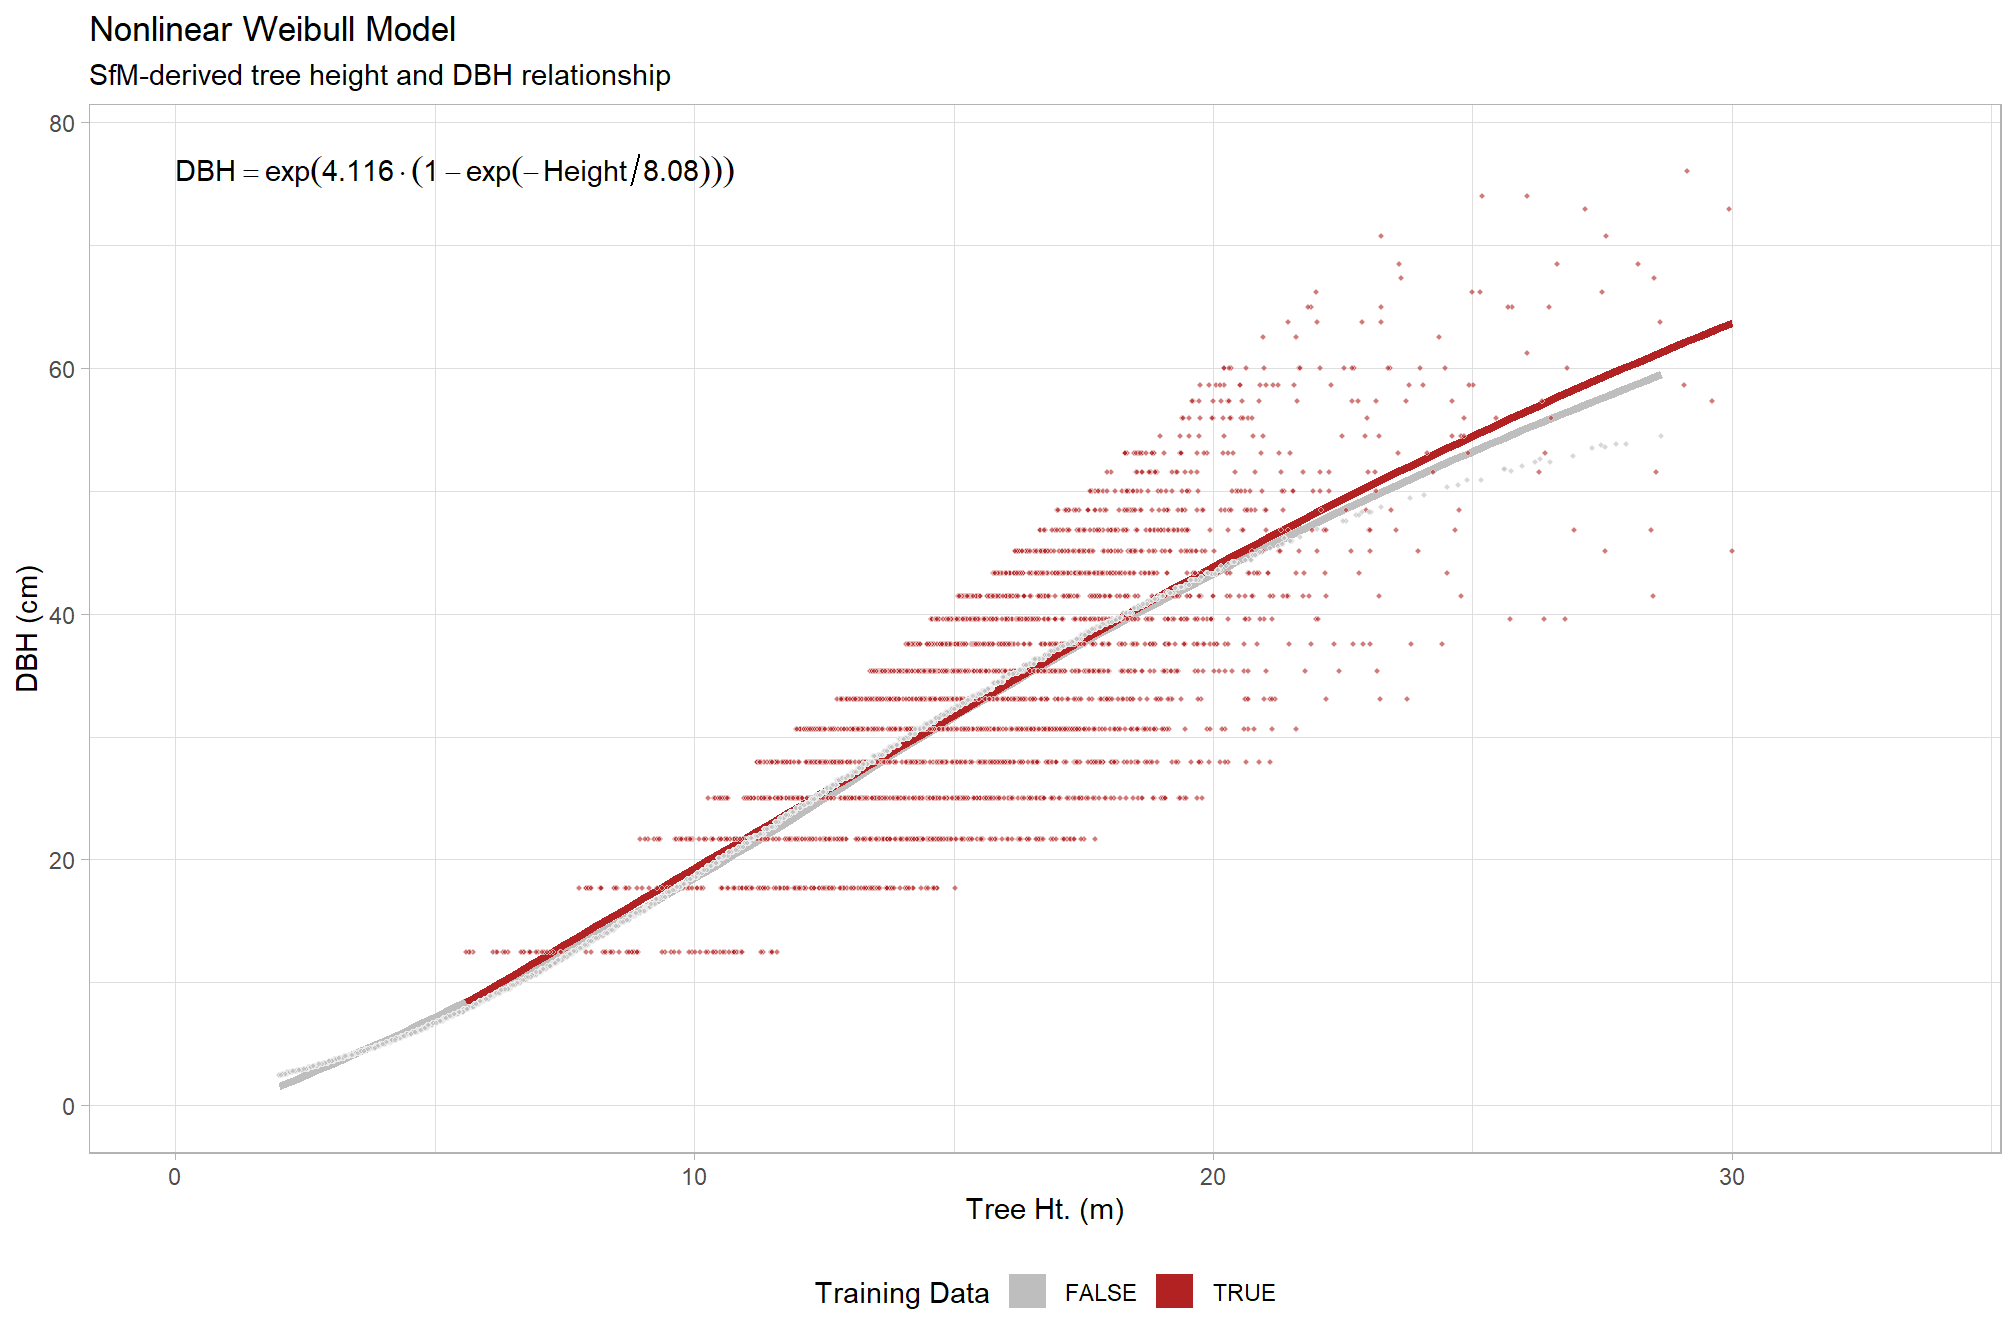 Nonlinear Weibull Model
SfM-derived tree height and DBH relationship
DBH = exp(4.116 · (1 − exp(− Height/8.08)))
80
60
40
20
0
DBH (cm)
0 10 20 30
Tree Ht. (m)
Training Data FALSE TRUE